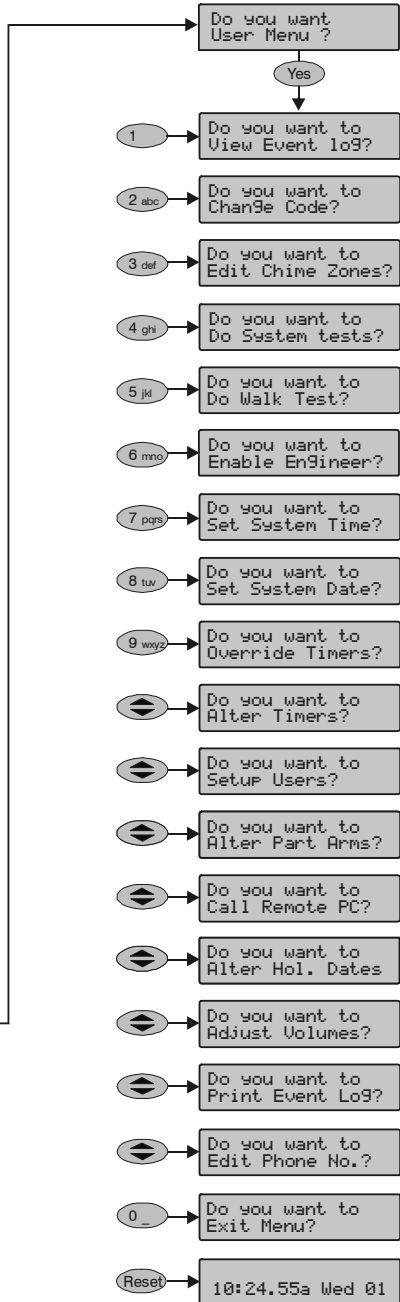 Do you want
User Menu ?
Yes
1
Do you want to
View Event log?
2 abc
Do you want to
Change Code?
3 def
Do you want to
Edit Chime Zones?
4 ghi
Do you want to
Do System tests?
5 jkl
Do you want to
Do Walk Test?
6 mno
Do you want to
Enable Engineer?
7 pqrs
Do you want to
Set System Time?
8 tuv
Do you want to
Set System Date?
9 wxyz
Do you want to
Override Timers?
Do you want to
Alter Timers?
Do you want to
Setup Users?
Do you want to
Alter Part Arms?
Do you want to
Call Remote PC?
Do you want to
Alter Hol. Dates
Do you want to
Adjust Volumes?
Do you want to
Print Event Log?
Do you want to
Edit Phone No.?
0 _
Do you want to
Exit Menu?
Reset
10:24.55a Wed 01